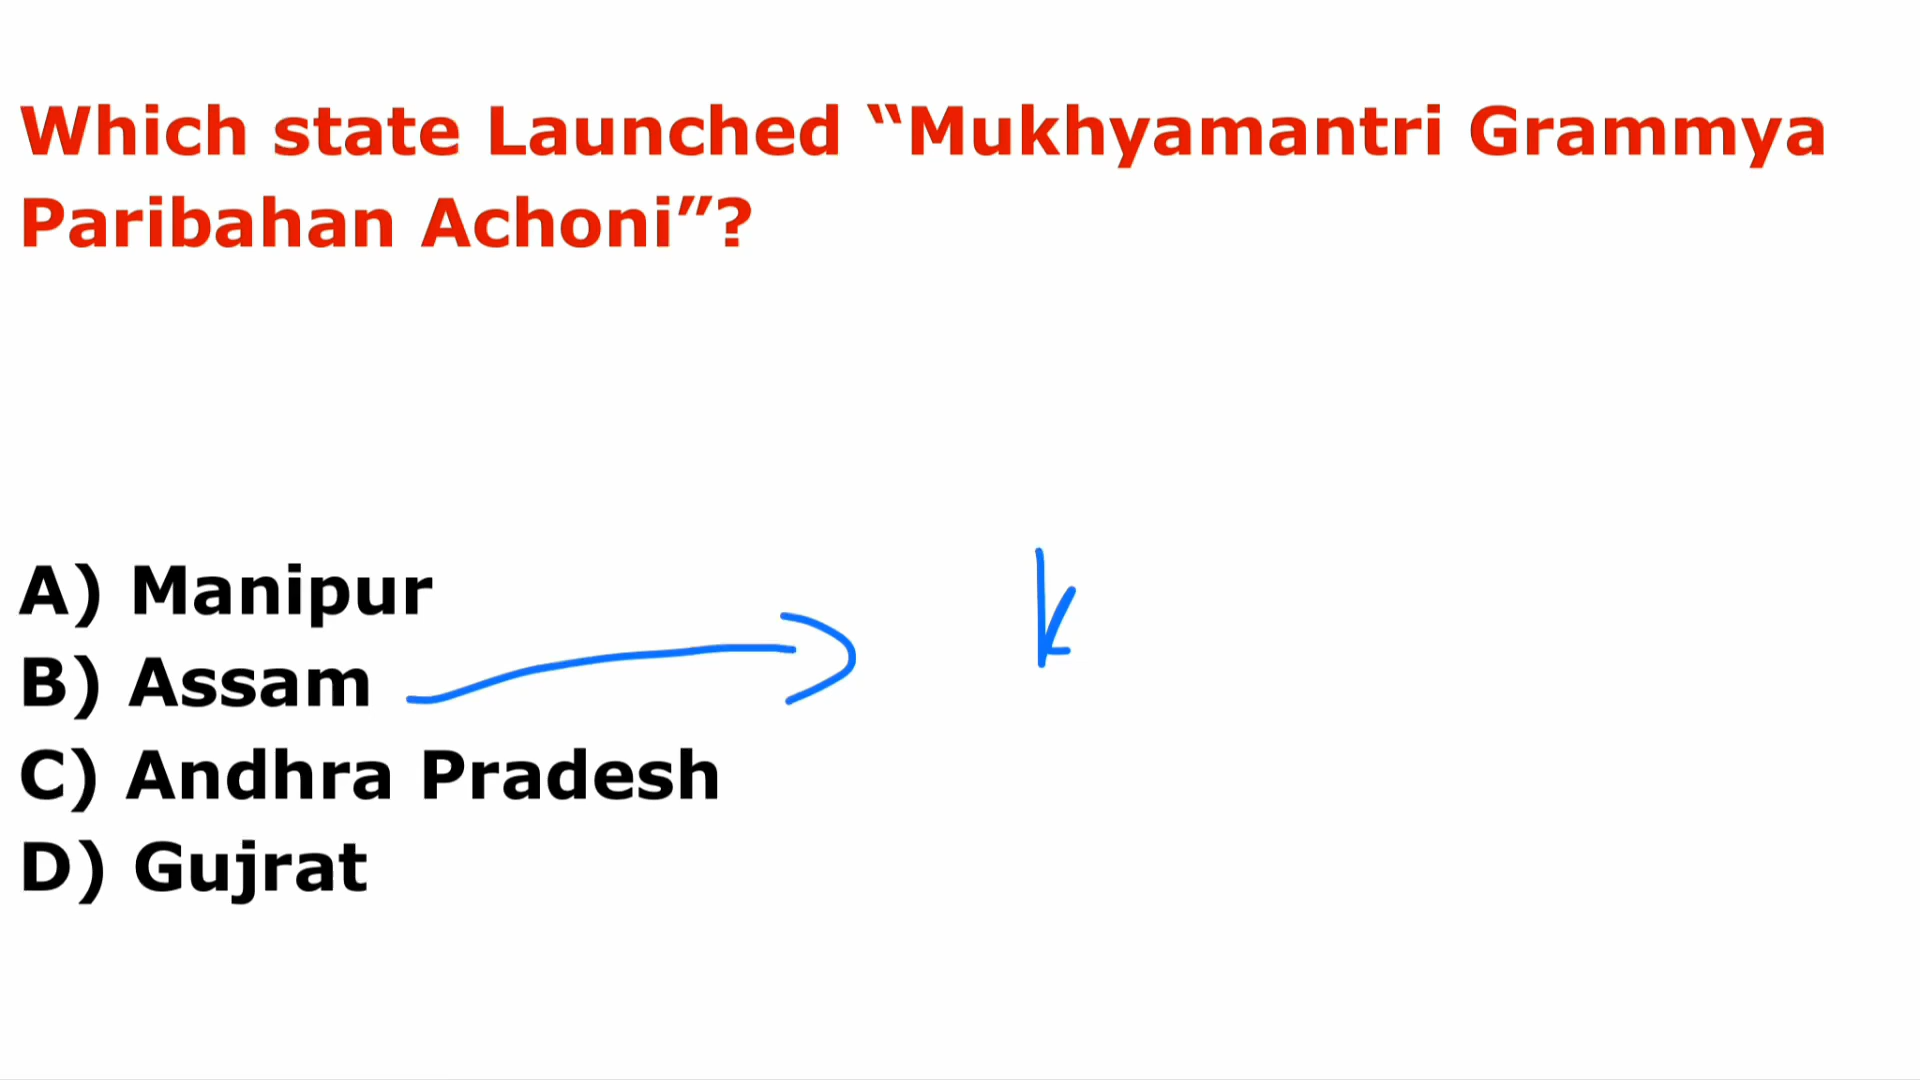 Which state Launched “Mukhyamantri Grammya
Paribahan Achoni”?
A) Manipur
B) Assam
k
C) Andhra Pradesh
D) Gujrat